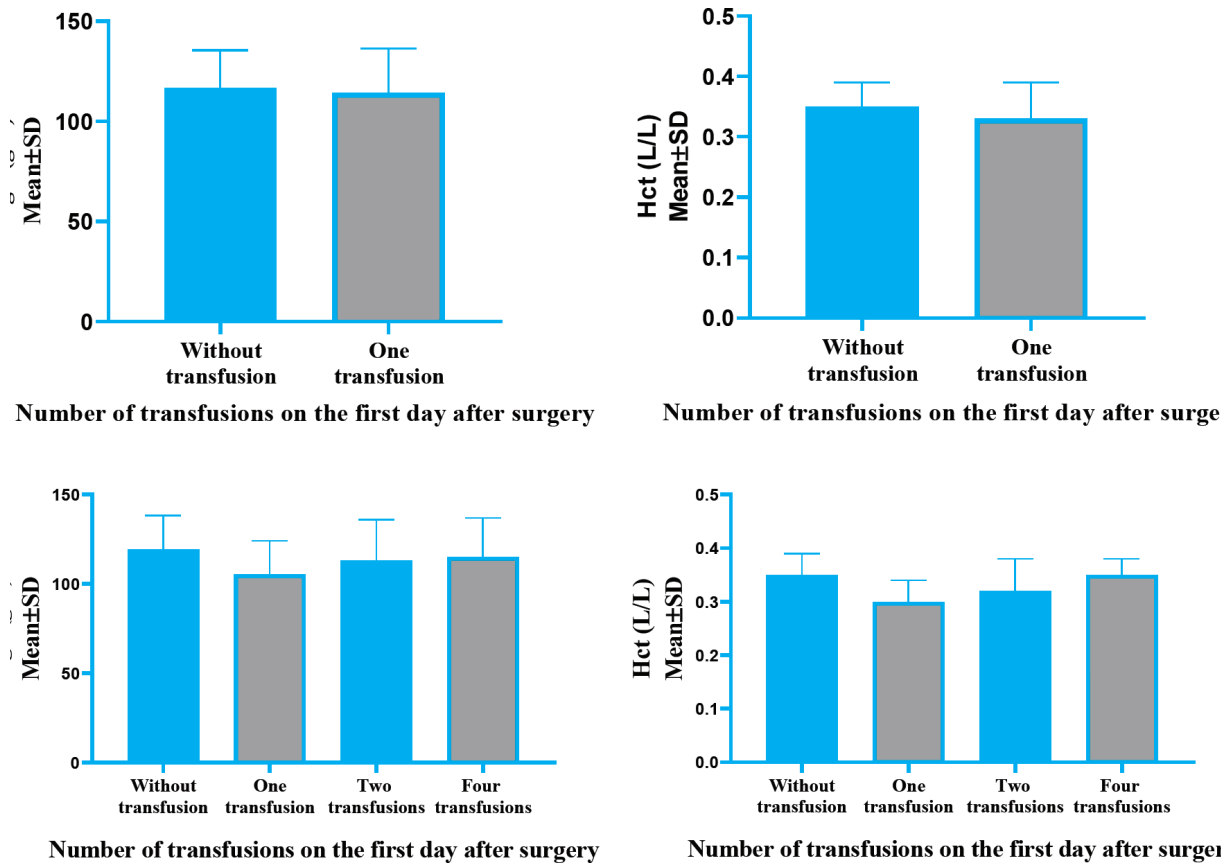 150
100
50
0
Mean±SD
Without
transfusion
One
transfusion
Number of transfusions on the first day after surgery
0.5
0.4
0.3
0.2
0.1
0.0
Hct (L/L)
Mean±SD
Without
transfusion
One
transfusion
Number of transfusions on the first day after surge
150
100
50
0
Mean±SD
Without
transfusion
One
transfusion
Two
transfusions
Four
transfusions
Number of transfusions on the first day after surgery
0.5
0.4
0.3
0.2
0.1
0.0
Hct (L/L)
Mean±SD
Without
transfusion
One
transfusion
Two
transfusions
Four
transfusions
Number of transfusions on the first day after surger